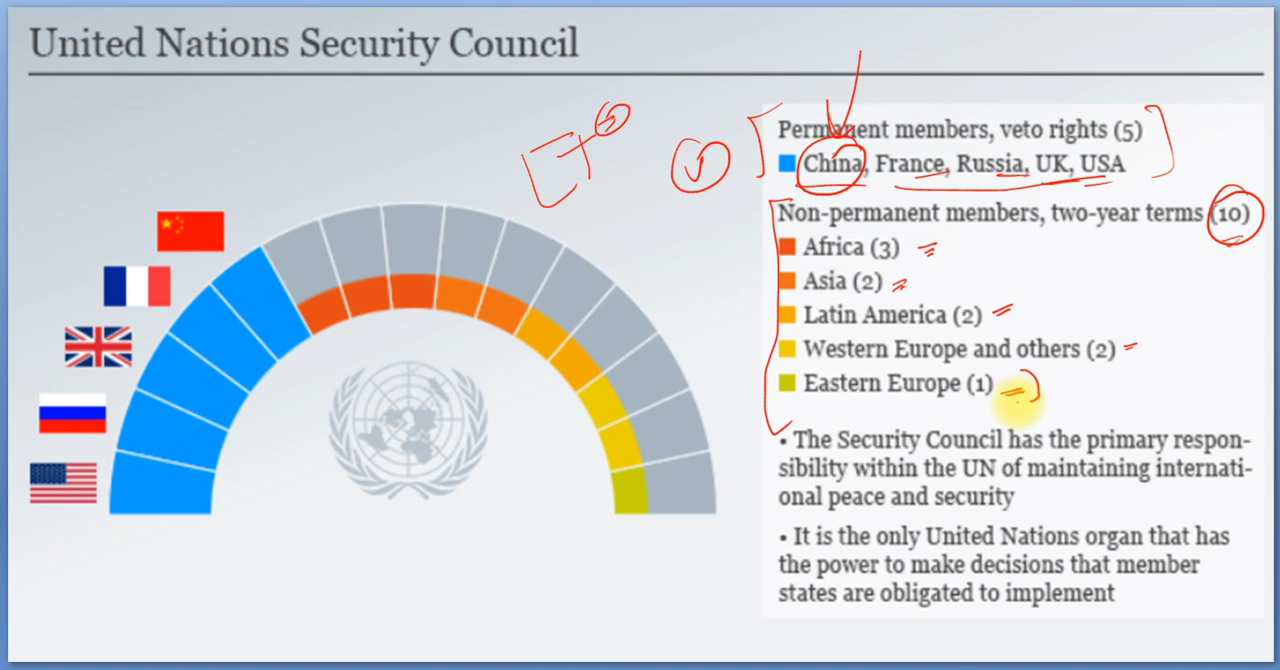 United Nations Security Council
Permanent members, veto rights (5)
China, France, Russia, UK, USA
Non-permanent members, two-year terms (10)
Africa (3)
Asia (2)
Latin America (2)
Western Europe and others (2)
Eastern Europe (1)
• The Security Council has the primary respon-
sibility within the UN of maintaining internati-
onal peace and security
• It is the only United Nations organ that has
the power to make decisions that member
states are obligated to implement